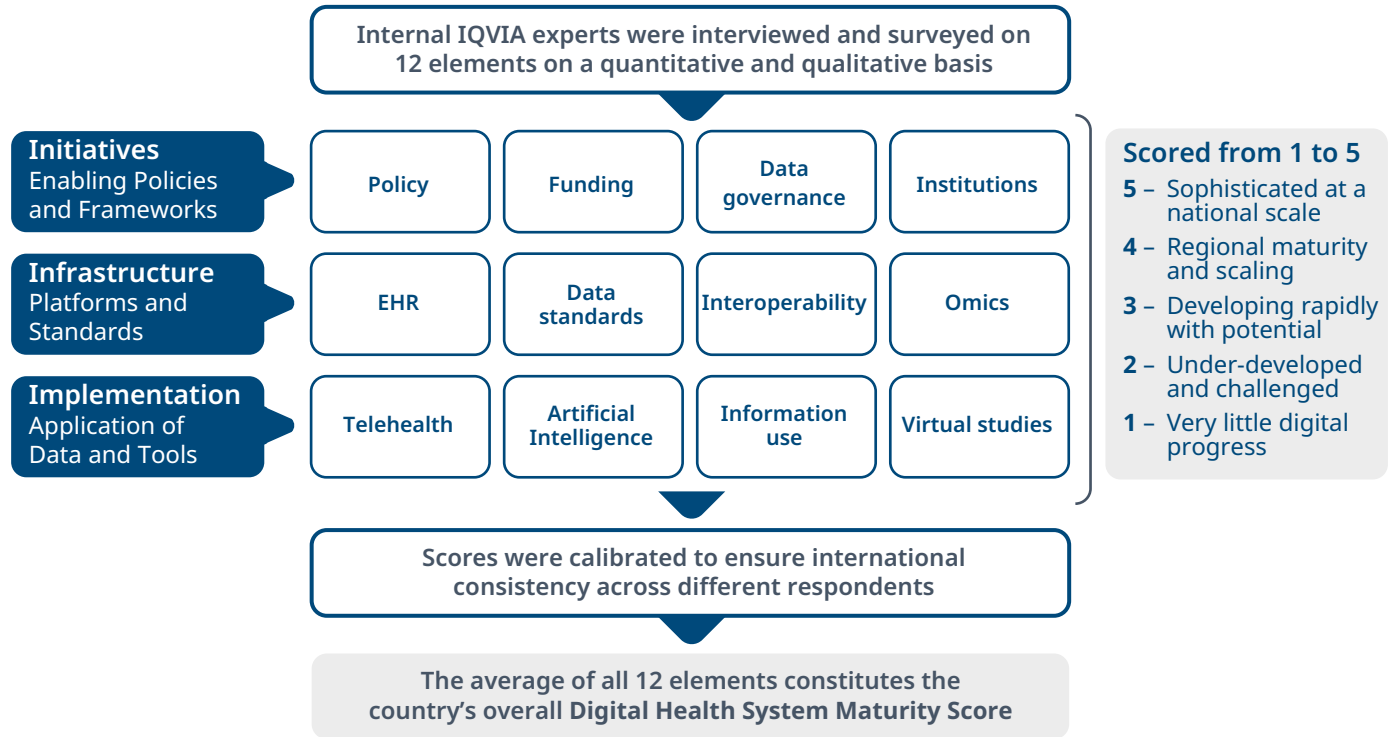 Internal IQVIA experts were interviewed and surveyed on
12 elements on a quantitative and qualitative basis
Initiatives
Enabling Policies
and Frameworks
Policy
Funding
Data
governance
Institutions
Infrastructure
Platforms and
Standards
EHR
Data
standards
Interoperability
Omics
Implementation
Application of
Data and Tools
Telehealth
Artificial
Intelligence
Information
use
Virtual studies
Scored from 1 to 5
5 – Sophisticated at a
national scale
4 – Regional maturity
and scaling
3 – Developing rapidly
with potential
2 – Under-developed
and challenged
1 – Very little digital
progress
Scores were calibrated to ensure international
consistency across different respondents
The average of all 12 elements constitutes the
country’s overall Digital Health System Maturity Score